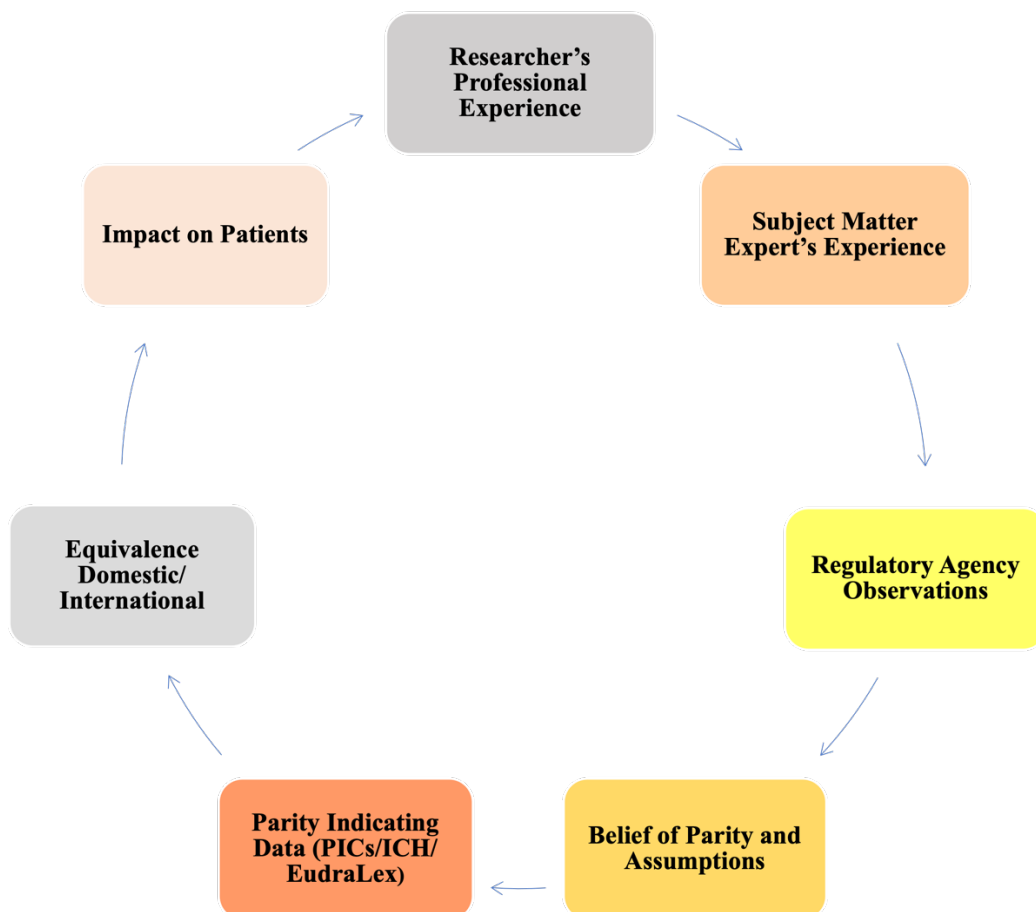 Researcher’s
Professional
Experience
Subject Matter
Expert’s Experience
Regulatory Agency
Observations
Belief of Parity and
Assumptions
Parity Indicating
Data (PICs/ICH/
EudraLex)
Equivalence
Domestic/
International
Impact on Patients